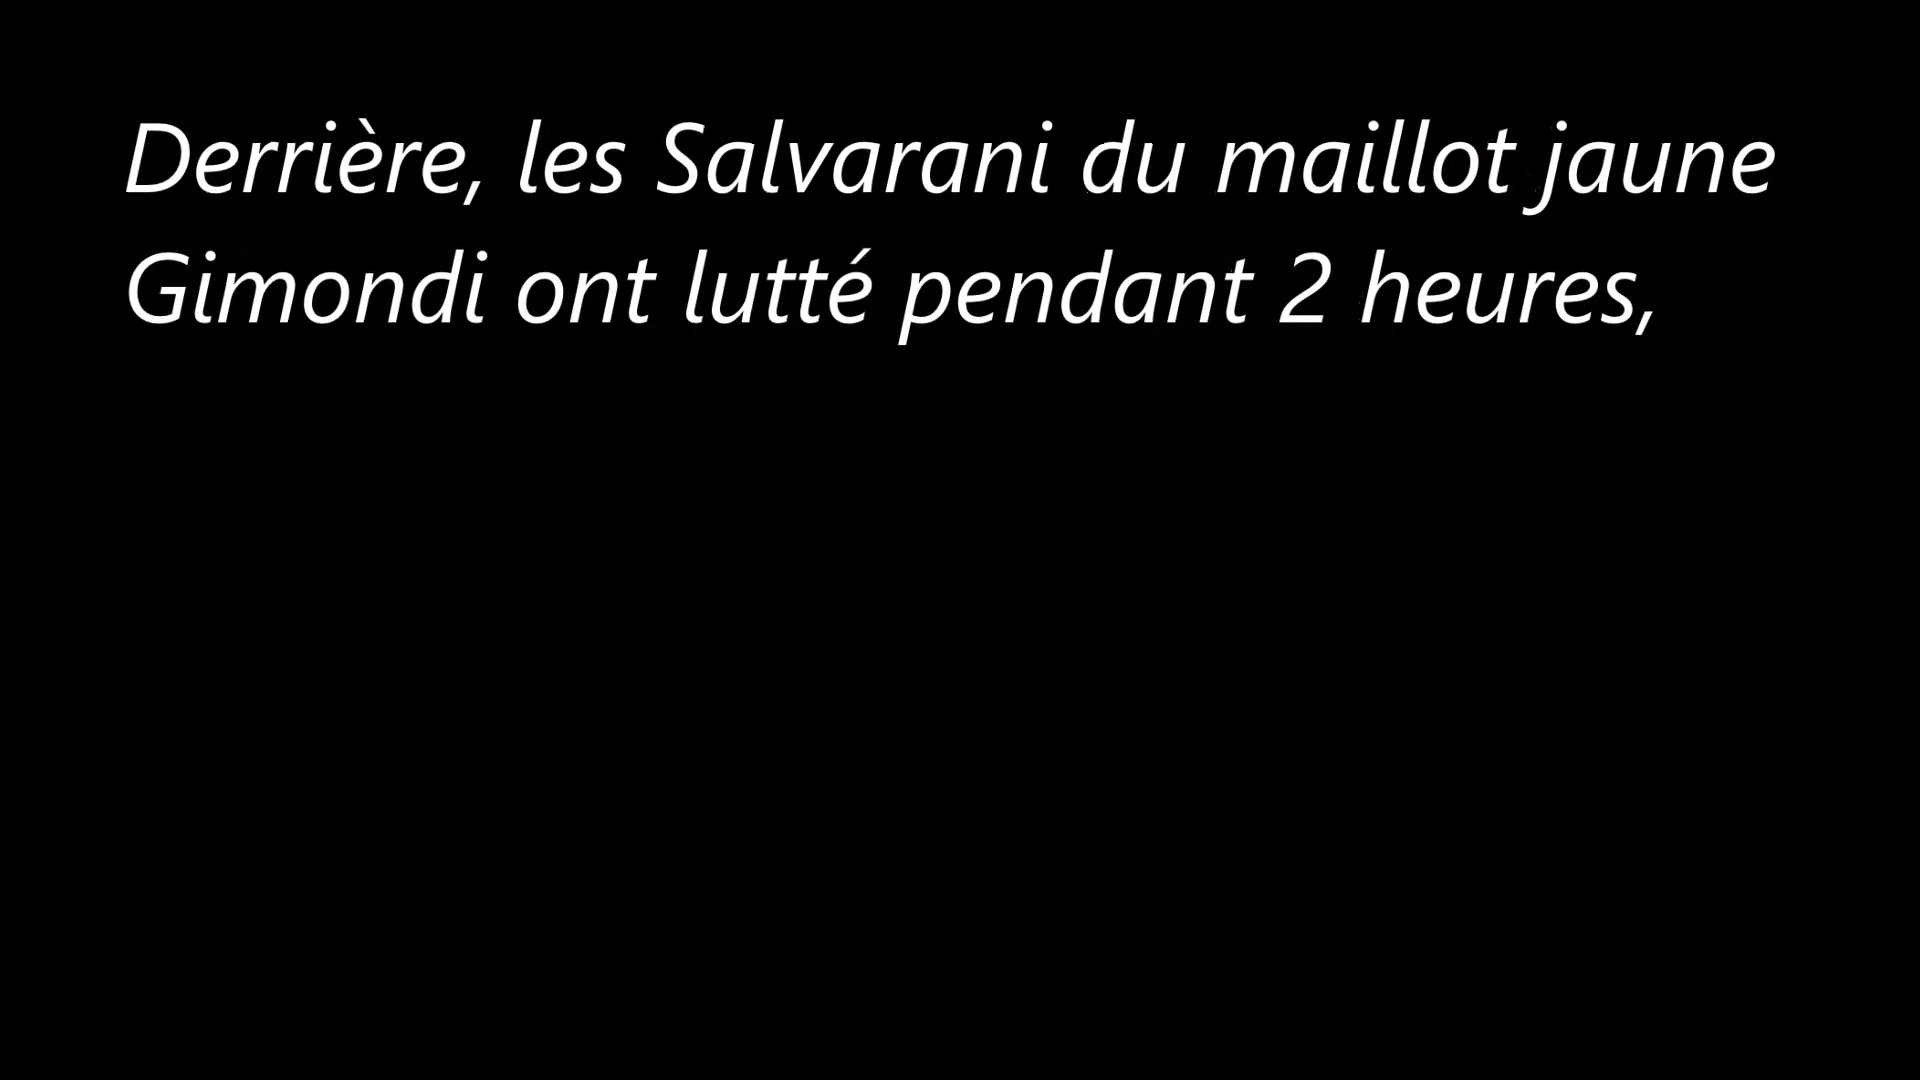 Derrière, les Salvarani du maillot jaune
Gimondi ont lutté pendant 2 heures,